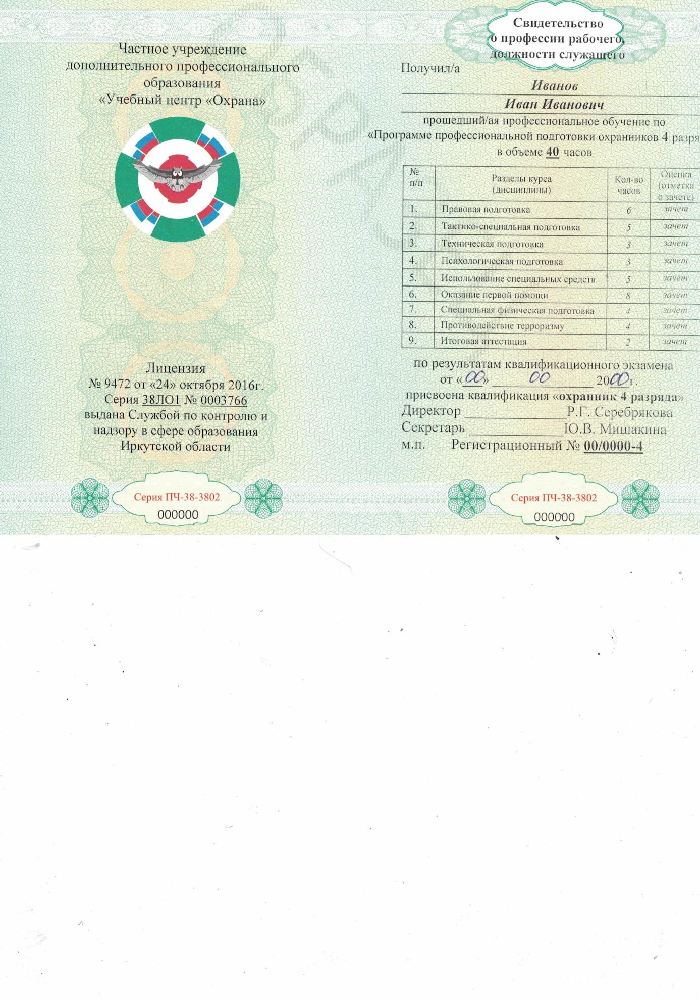 Частное учреждение
дополнительного профессионального
образования
«Учебный центр «Охрана»
Лицензия
№ 9472 от «24» октября 2016г.
Серия 38ЛО1 № 0003766
выдана Службой по контролю и
надзору в сфере образования
Иркутской области
Серия ПЧ-38-3802
000000
Свидетельство
о профессии рабочего,
должности служащего
Получил/а
Иванов
Иван Иванович
прошедший/ая профессиональное обучение по
«Программе профессиональной подготовки охранников 4 разря
в объеме 40 часов
№ п/п Разделы курса (дисциплины) Кол-во часов Оценка (отметка о зачете)
1. Правовая подготовка 6 зачет
2. Тактико-специальная подготовка 5 зачет
3. Техническая подготовка 3 зачет
4. Психологическая подготовка 3 зачет
5. Использование специальных средств 5 зачет
6. Оказание первой помощи 8 зачет
7. Специальная физическая подготовка 4 зачет
8. Противодействие терроризму 4 зачет
9. Итоговая аттестация 2 зачет
по результатам квалификационного экзамена
от «00» 00 2000г.
присвоена квалификация «охранник 4 разряда»
Директор Р.Г. Серебрякова
Секретарь Ю.В. Мишакина
м.п. Регистрационный № 00/0000-4
Серия ПЧ-38-3802
000000